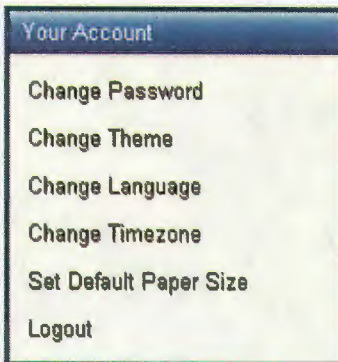 Your Account
Change Password
Change Theme
Change Language
Change Timezone
Set Default Paper Size
Logout